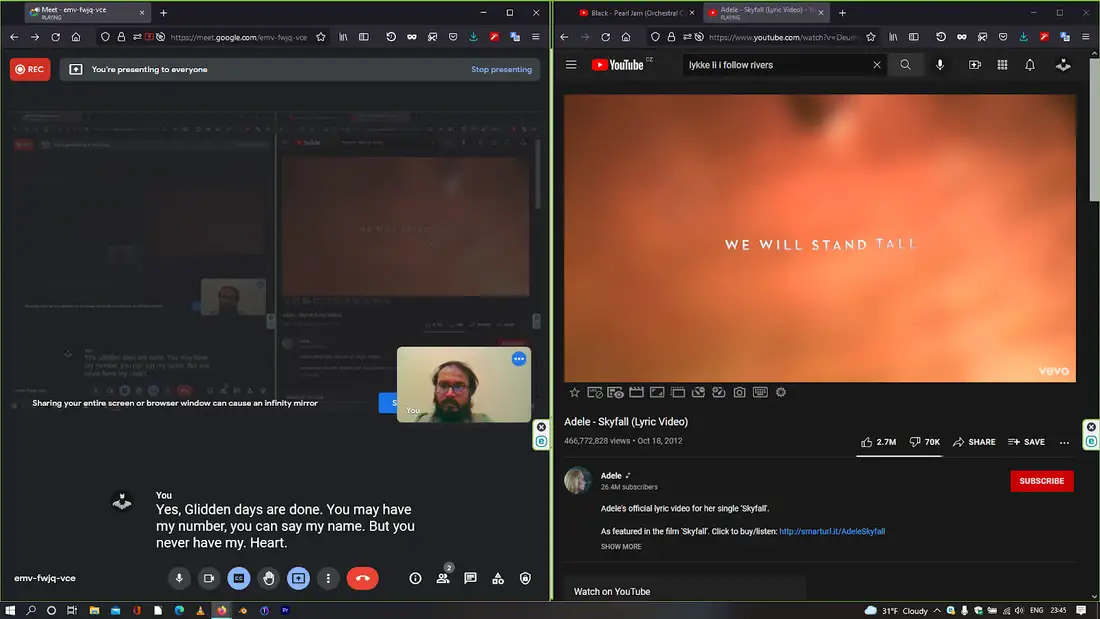 Meet - emv-fwjq-vce
PLAYING
https://meet.google.com/emv-fwjq-vce
REC
You're presenting to everyone
Stop presenting
Sharing your entire screen or browser window can cause an infinity mirror
S
You
You
Yes, Glidden days are done. You may have
my number, you can say my name. But you
never have my. Heart.
emv-fwjq-vce
2
Black - Pearl Jam (Orchestral C
Adele - Skyfall (Lyric Video) -
PLAYING
https://www.youtube.com/watch?v=Deum
YouTube CZ
lykke li i follow rivers
WE WILL STAND TALL
vevo
Adele - Skyfall (Lyric Video)
466,772,828 views • Oct 18, 2012
2.7M
70K
SHARE
SAVE
Adele
26.4M subscribers
SUBSCRIBE
Adele's official lyric video for her single 'Skyfall'.
As featured in the film 'Skyfall'. Click to buy/listen: http://smarturl.it/AdeleSkyfall
SHOW MORE
Watch on YouTube
31°F Cloudy
ENG
23:45